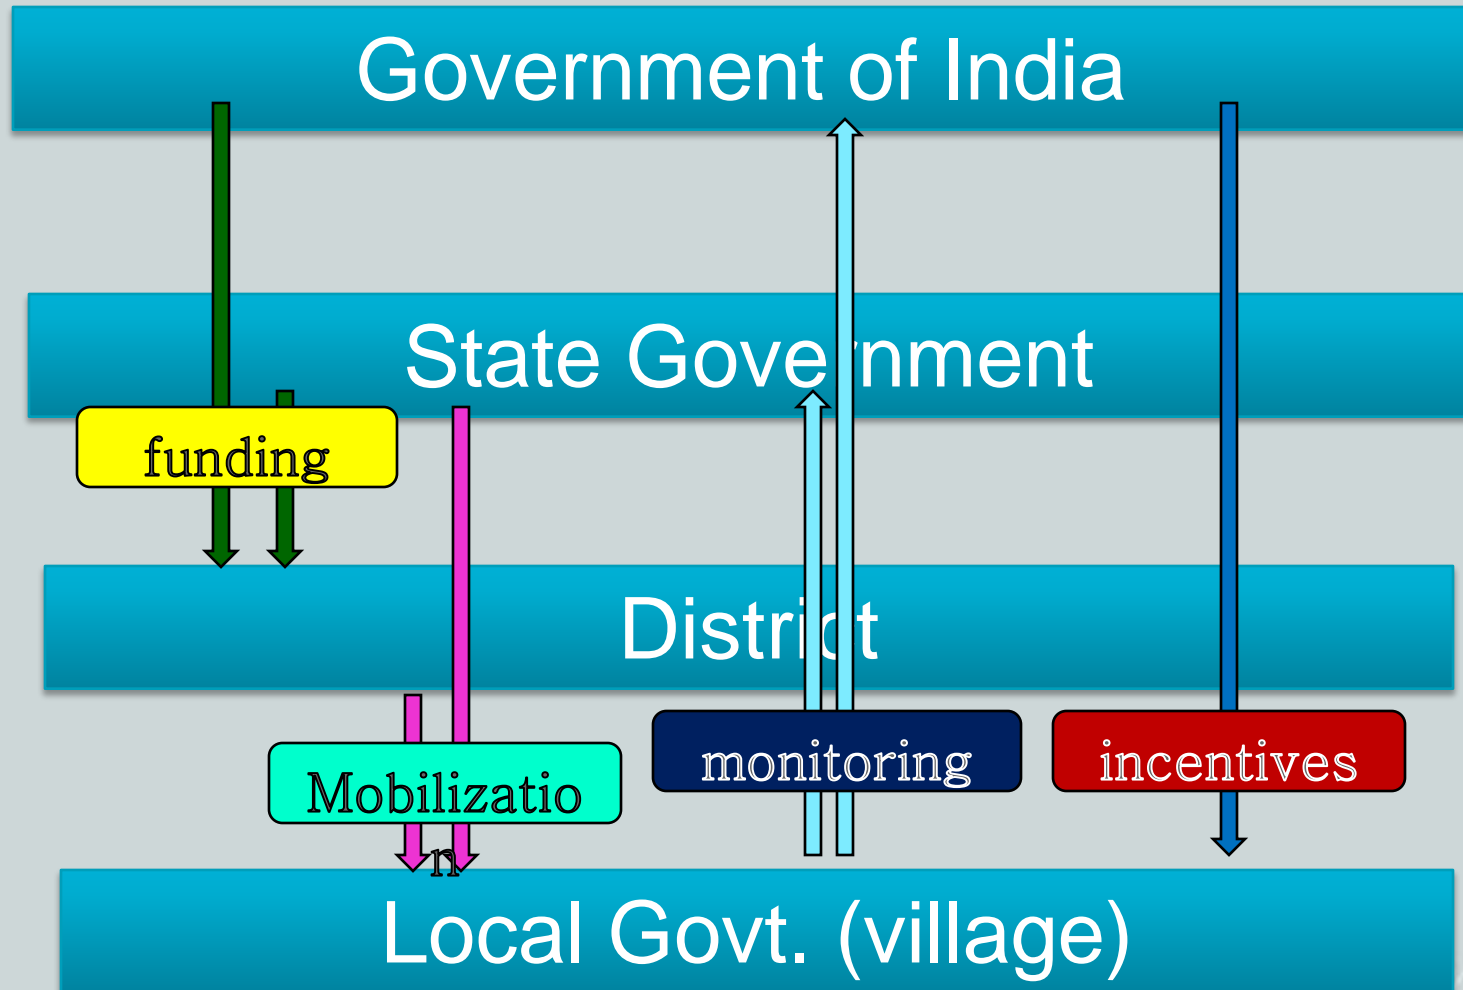 Government of India
State Government
funding
District
monitoring
incentives
Mobilizatio
n
Local Govt. (village)